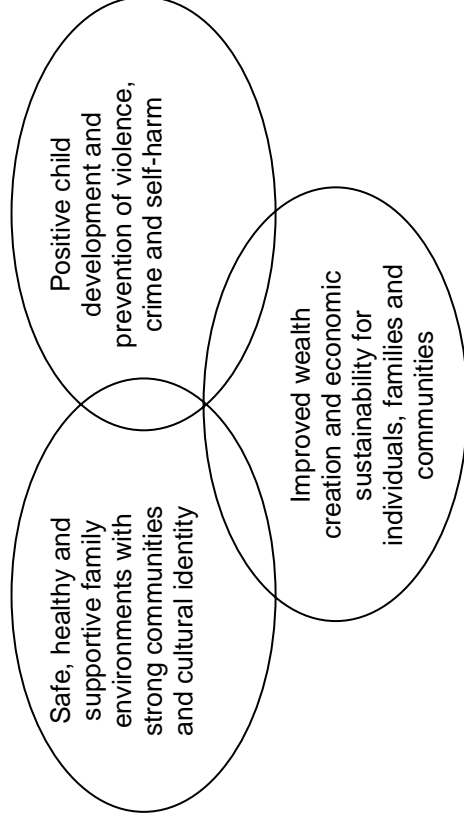 Safe, healthy and
supportive family
environments with
strong communities
and cultural identity
Positive child
development and
prevention of violence,
crime and self-harm
Improved wealth
creation and economic
sustainability for
individuals, families and
communities